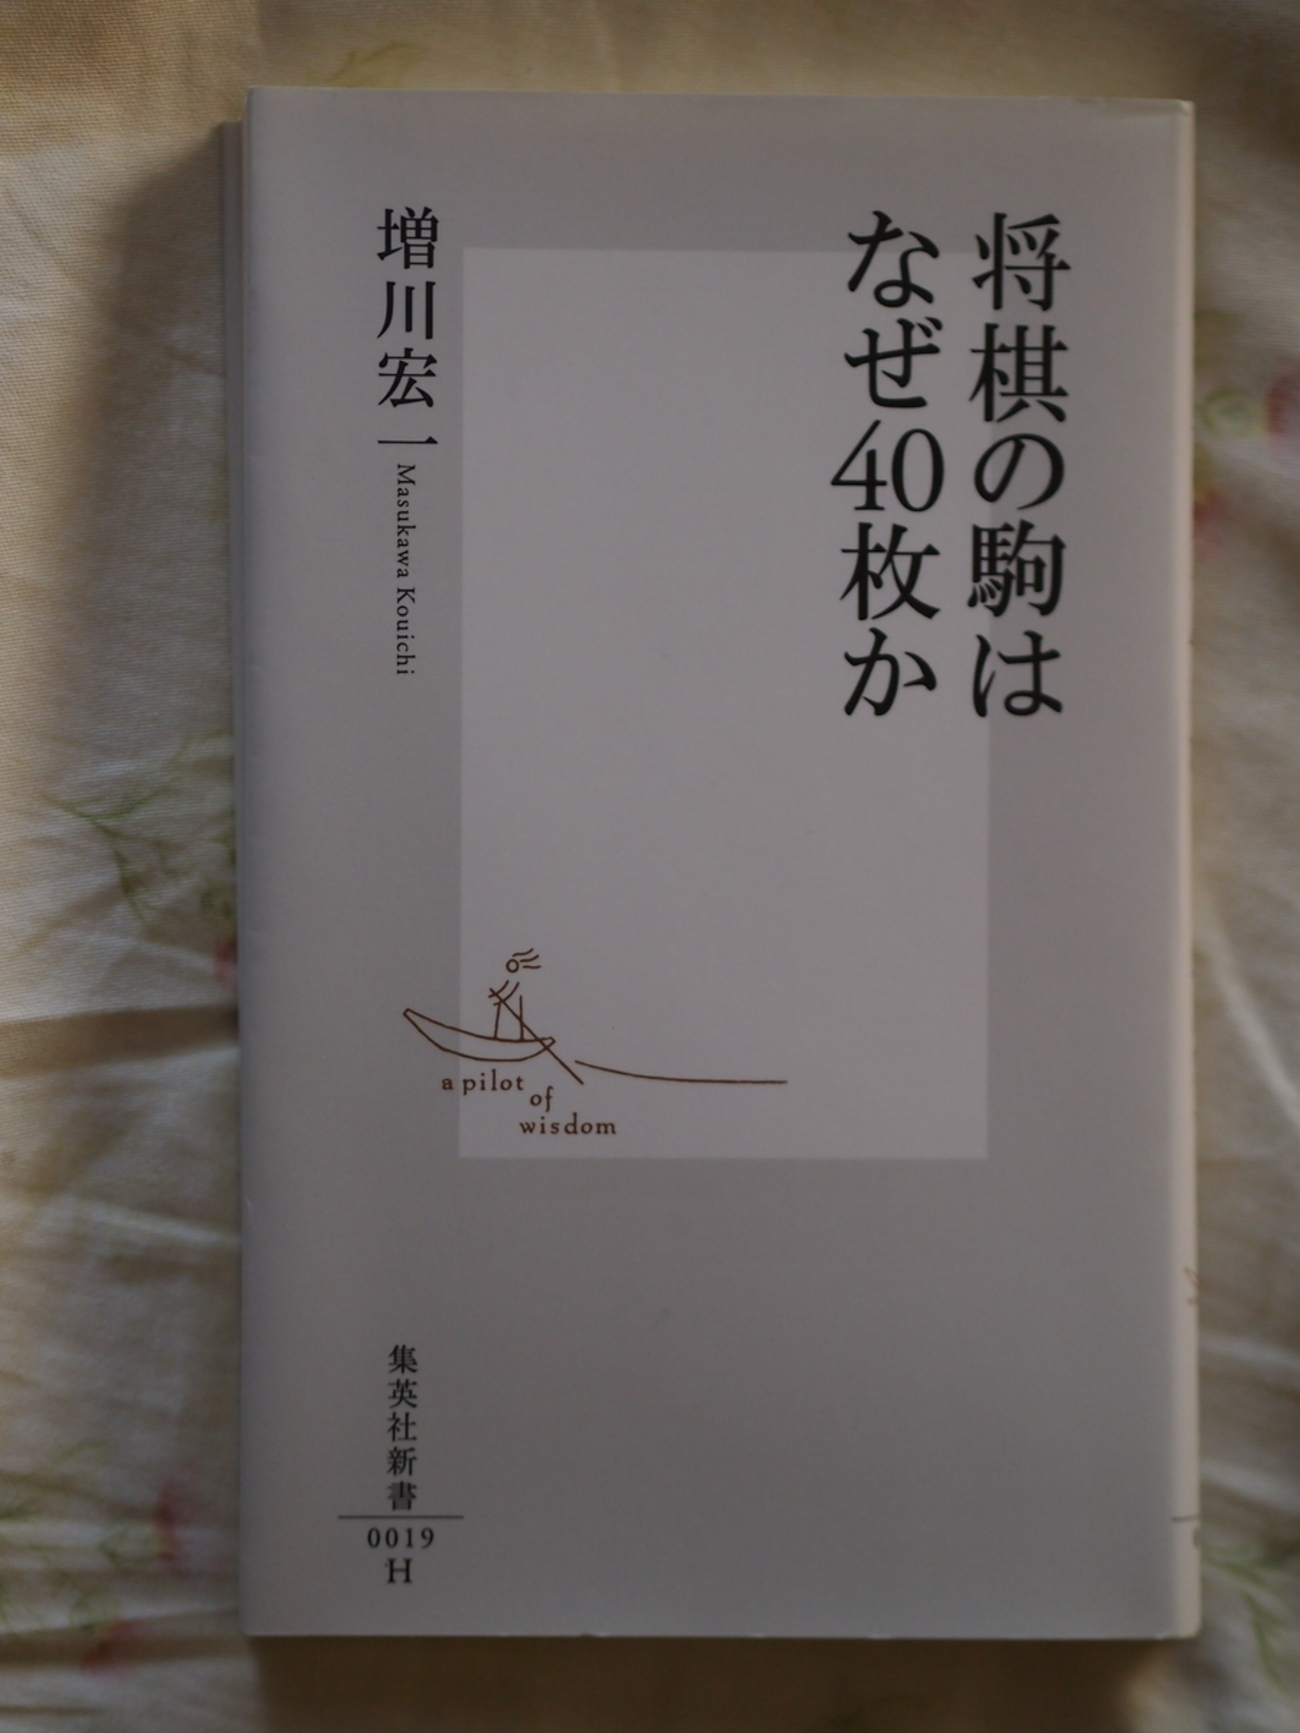 将棋の駒は
なぜ40枚か
増川宏一
Masukawa Kouichi
a pilot
of
wisdom
集英社新書
0019
H